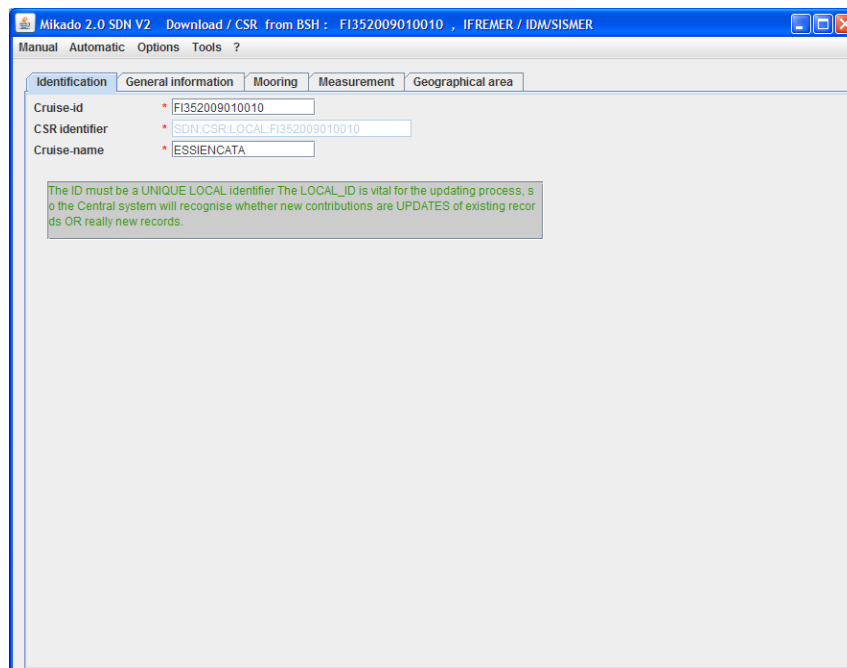 Mikado 2.0 SDN V2 Download / CSR from BSH : FI352009010010 , IFREMER / IDM/SISMER
Manual Automatic Options Tools ?
Identification General information Mooring Measurement Geographical area
Cruise-id * FI352009010010
CSR identifier * SDN:CSR:LOCAL:FI352009010010
Cruise-name * ESSIENCATA
The ID must be a UNIQUE LOCAL identifier The LOCAL_ID is vital for the updating process, s
o the Central system will recognise whether new contributions are UPDATES of existing recor
ds OR really new records.